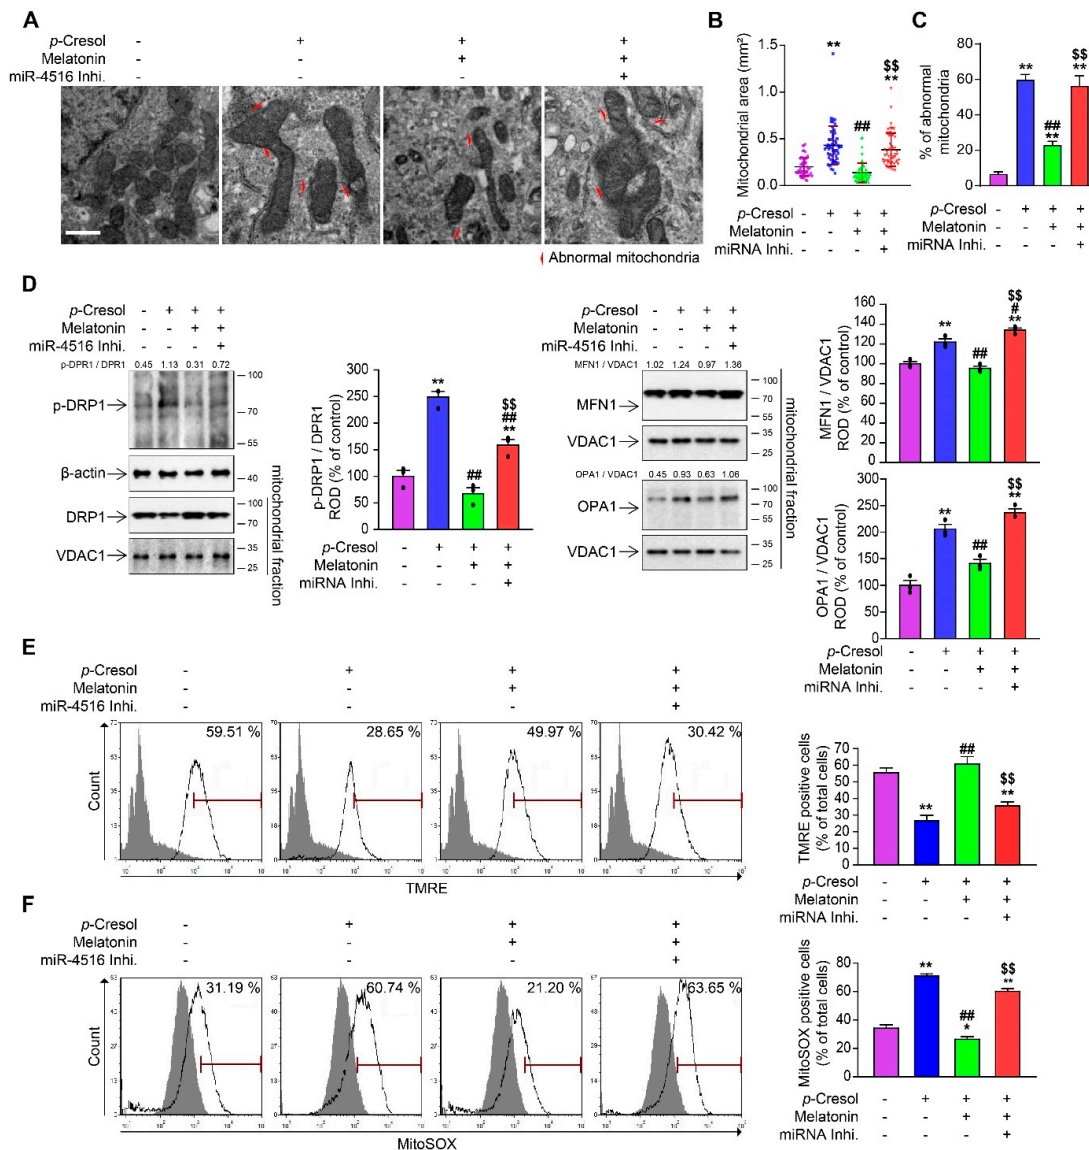 A
p-Cresol - + + +
Melatonin - - + +
miR-4516 Inhi. - - - +
Abnormal mitochondria
B
Mitochondrial area (mm²)
1.5
1.0
0.5
0.0
** ## $$ **
p-Cresol - + + +
Melatonin - - + +
miRNA Inhi. - - - +
C
% of abnormal
mitochondria
80
60
40
20
0
** ## ** $$ **
- + + +
- - + +
- - - +
D
p-Cresol - + + +
Melatonin - - + +
miR-4516 Inhi. - - - +
p-DPR1 / DPR1 0.45 1.13 0.31 0.72
p-DRP1
100
70
55
β-actin
40
DRP1
100
70
VDAC1
35
25
mitochondrial fraction
p-DRP1 / DPR1
ROD (% of control)
350
300
250
200
150
100
50
0
** ## $$ ## **
p-Cresol - + + +
Melatonin - - + +
miRNA Inhi. - - - +
p-Cresol - + + +
Melatonin - - + +
miR-4516 Inhi. - - - +
MFN1 / VDAC1 1.02 1.24 0.97 1.36
MFN1
100
70
VDAC1
35
25
OPA1 / VDAC1 0.45 0.93 0.63 1.06
OPA1
100
70
55
VDAC1
35
25
mitochondrial fraction
MFN1 / VDAC1
ROD (% of control)
160
140
120
100
80
60
40
20
0
** ## $$ # **
OPA1 / VDAC1
ROD (% of control)
300
250
200
150
100
50
0
** ## $$ **
p-Cresol - + + +
Melatonin - - + +
miRNA Inhi. - - - +
E
p-Cresol - + + +
Melatonin - - + +
miR-4516 Inhi. - - - +
59.51 % 28.65 % 49.97 % 30.42 %
Count
TMRE
TMRE positive cells
(% of total cells)
70
60
50
40
30
20
10
0
** ## $$ **
p-Cresol - + + +
Melatonin - - + +
miRNA Inhi. - - - +
F
p-Cresol - + + +
Melatonin - - + +
miR-4516 Inhi. - - - +
31.19 % 60.74 % 21.20 % 63.65 %
Count
MitoSOX
MitoSOX positive cells
(% of total cells)
80
60
40
20
0
** ## * $$ **
p-Cresol - + + +
Melatonin - - + +
miRNA Inhi. - - - +